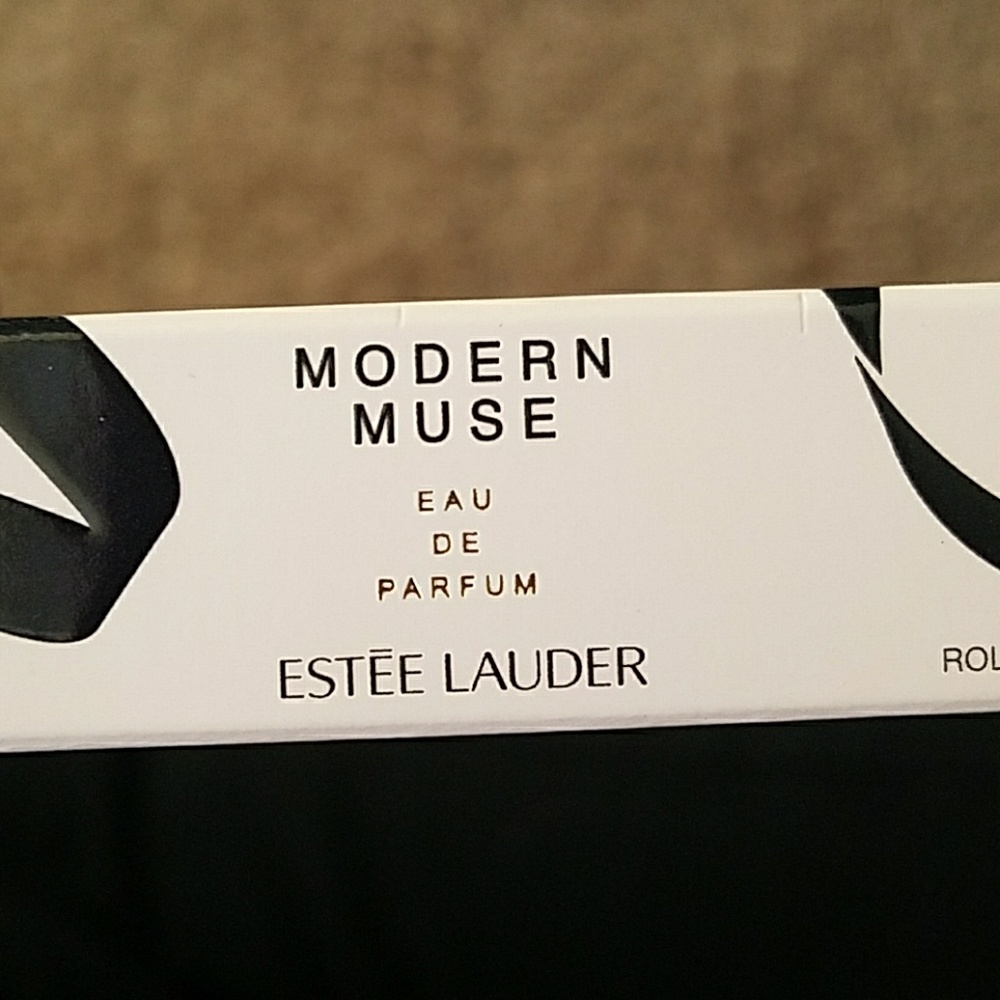 MODERN
MUSE
EAU
DE
PARFUM
ESTĒE LAUDER
ROL